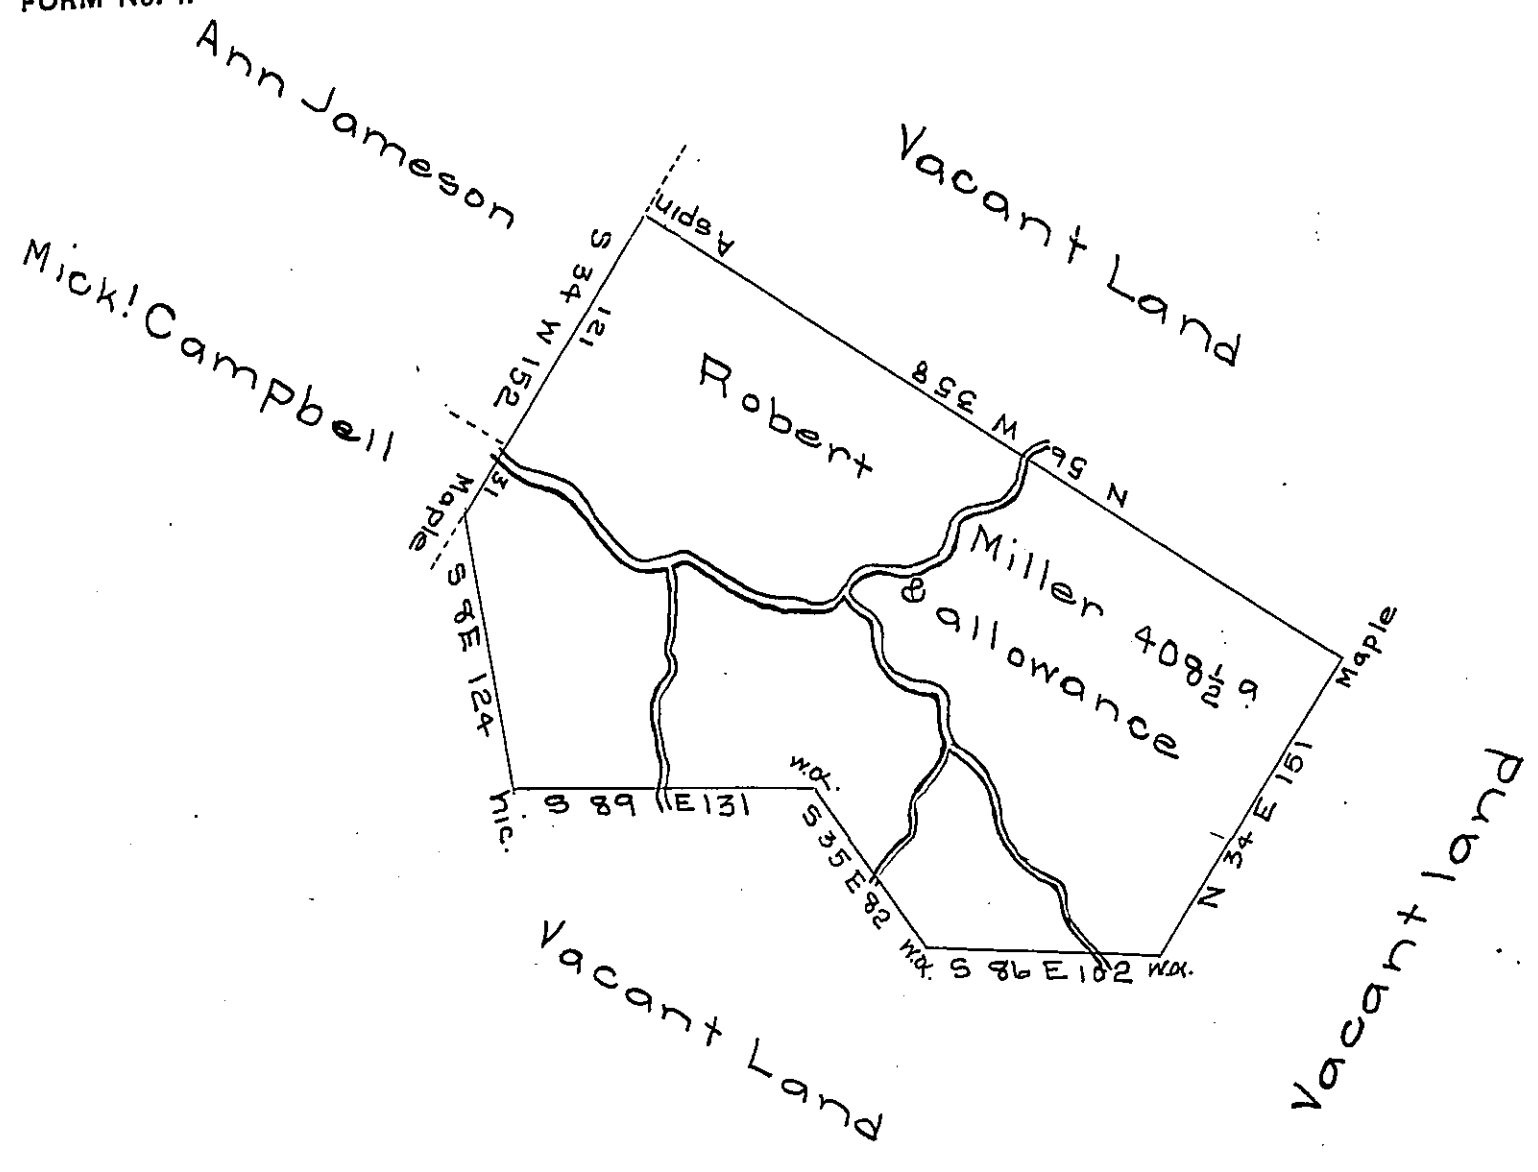 FORM No. 1.
Ann Jameson
Vacant Land
Mick! Campbell
Aspin
S 34 W 152
121
31
Maple
N 56 W 358
Robert
Miller 408½ a.
& allowance
Maple
S 8 E 124
hic.
S 89 E 131
w.o.
S 35 E 82
w.o.
S 86 E 102
w.o.
N 34 E 151
Vacant Land
Vacant land